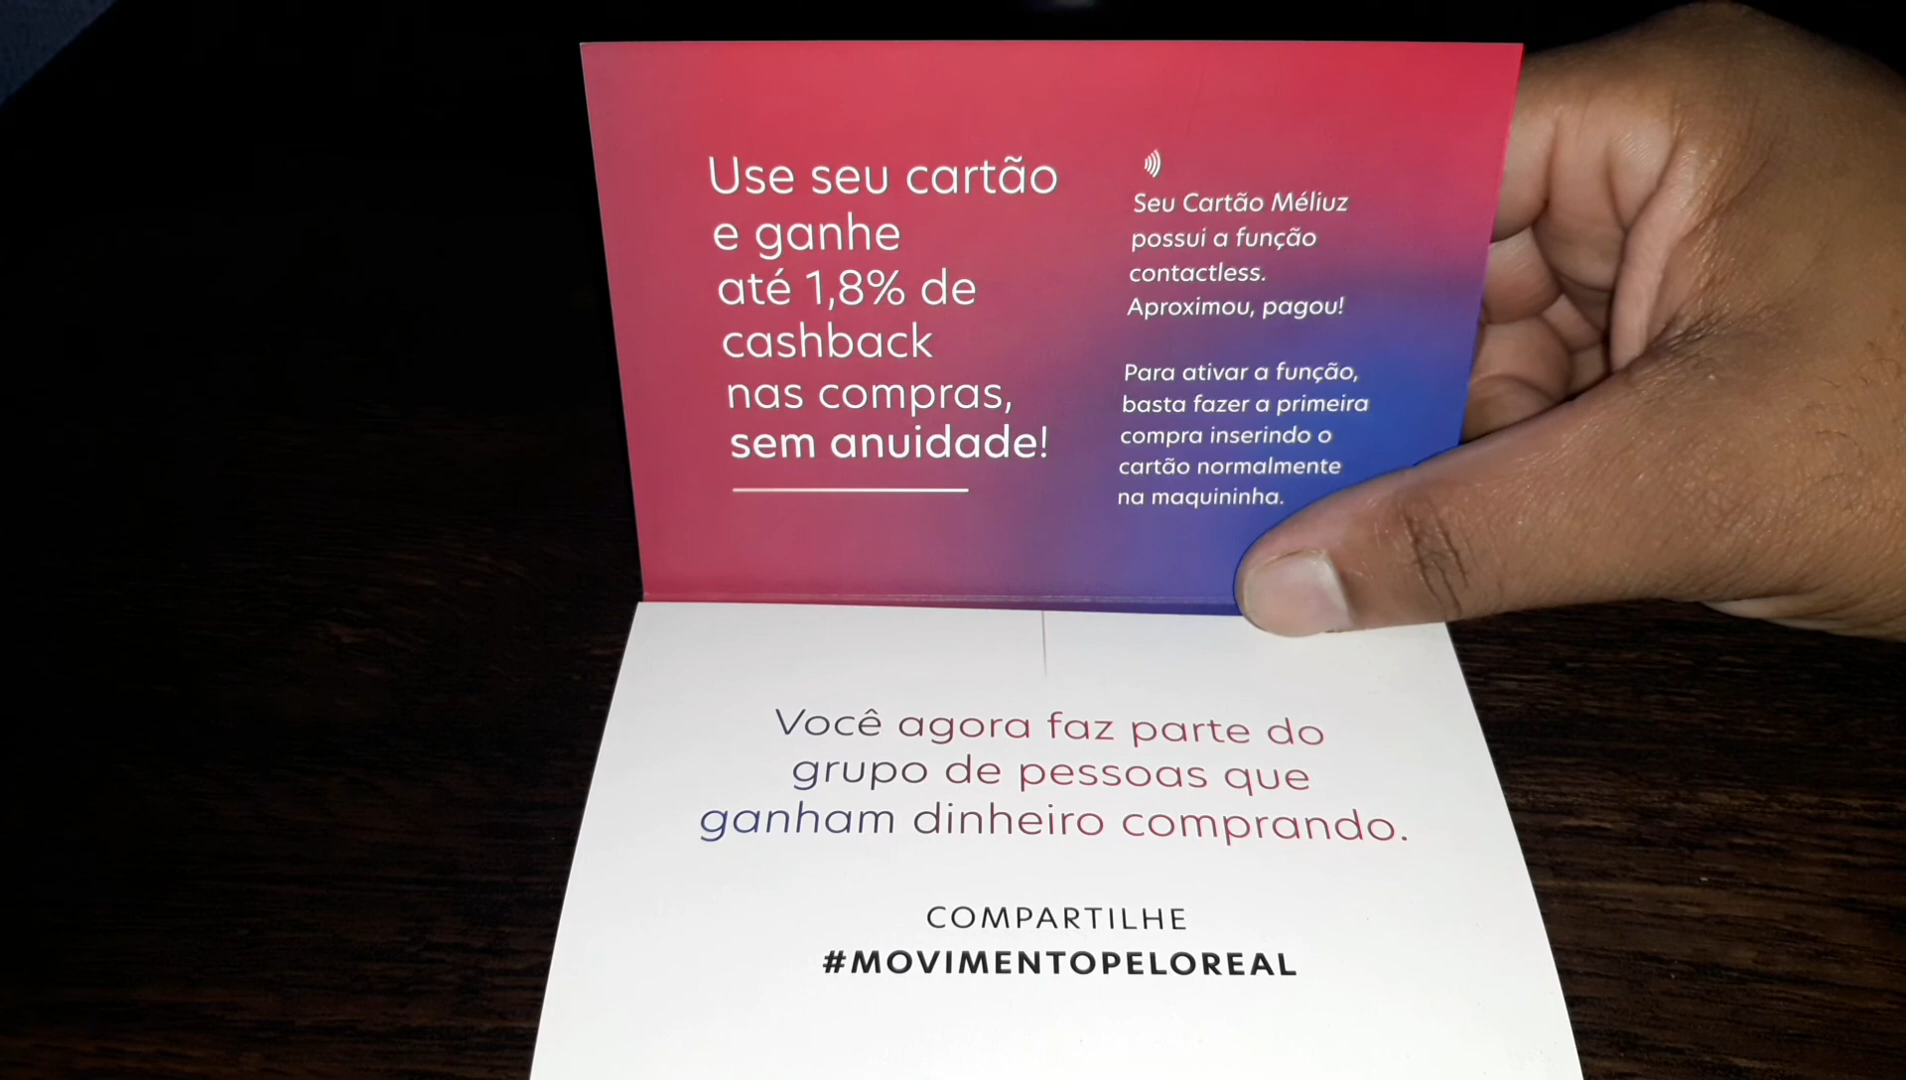 Use seu cartão
e ganhe
até 1,8% de
cashback
nas compras,
sem anuidade!
Seu Cartão Méliuz
possui a função
contactless.
Aproximou, pagou!
Para ativar a função,
basta fazer a primeira
compra inserindo o
cartão normalmente
na maquininha.
Você agora faz parte do
grupo de pessoas que
ganham dinheiro comprando.
COMPARTILHE
#MOVIMENTOPELOREAL